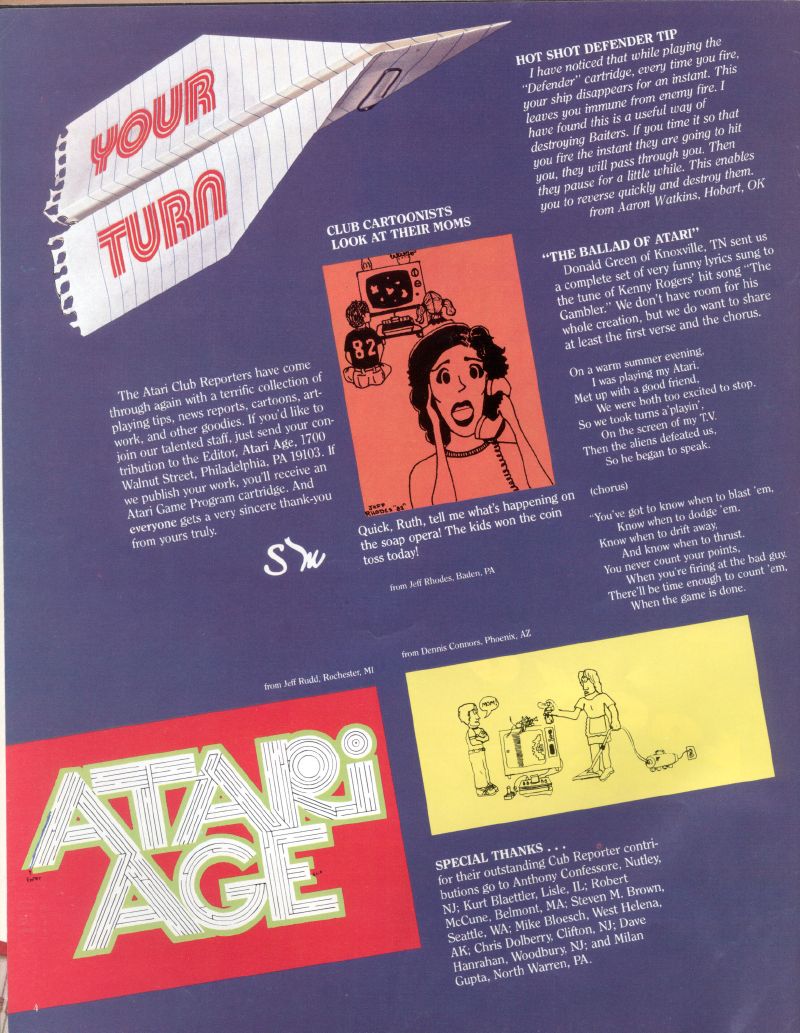 YOUR
TURN
HOT SHOT DEFENDER TIP
I have noticed that while playing the
"Defender" cartridge, every time you fire,
your ship disappears for an instant. This
leaves you immune from enemy fire. I
have found this is a useful way of
destroying Baiters. If you time it so that
you fire the instant they are going to hit
you, they will pass through you. Then
they pause for a little while. This enables
you to reverse quickly and destroy them.
from Aaron Watkins, Hobart, OK
CLUB CARTOONISTS
LOOK AT THEIR MOMS
82
JEFF
RHODES "82"
Quick, Ruth, tell me what's happening on
the soap opera! The kids won the coin
toss today!
from Jeff Rhodes, Baden, PA
"THE BALLAD OF ATARI"
Donald Green of Knoxville, TN sent us
a complete set of very funny lyrics sung to
the tune of Kenny Rogers' hit song "The
Gambler." We don't have room for his
whole creation, but we do want to share
at least the first verse and the chorus.
On a warm summer evening,
I was playing my Atari.
Met up with a good friend,
We were both too excited to stop.
So we took turns a'playin',
On the screen of my T.V.
Then the aliens defeated us,
So he began to speak.
(chorus)
"You've got to know when to blast 'em,
Know when to dodge 'em.
Know when to drift away,
And know when to thrust.
You never count your points,
When you're firing at the bad guy.
There'll be time enough to count 'em,
When the game is done.
The Atari Club Reporters have come
through again with a terrific collection of
playing tips, news reports, cartoons, art-
work, and other goodies. If you'd like to
join our talented staff, just send your con-
tribution to the Editor, Atari Age, 1700
Walnut Street, Philadelphia, PA 19103. If
we publish your work, you'll receive an
Atari Game Program cartridge. And
everyone gets a very sincere thank-you
from yours truly.
from Jeff Rudd, Rochester, MI
ATARi
AGE
from Dennis Connors, Phoenix, AZ
MOM!
SPECIAL THANKS . . .
for their outstanding Cub Reporter contri-
butions go to Anthony Confessore, Nutley,
NJ; Kurt Blaettler, Lisle, IL; Robert
McCune, Belmont, MA; Steven M. Brown,
Seattle, WA; Mike Bloesch, West Helena,
AK; Chris Dolberry, Clifton, NJ; Dave
Hanrahan, Woodbury, NJ; and Milan
Gupta, North Warren, PA.
4